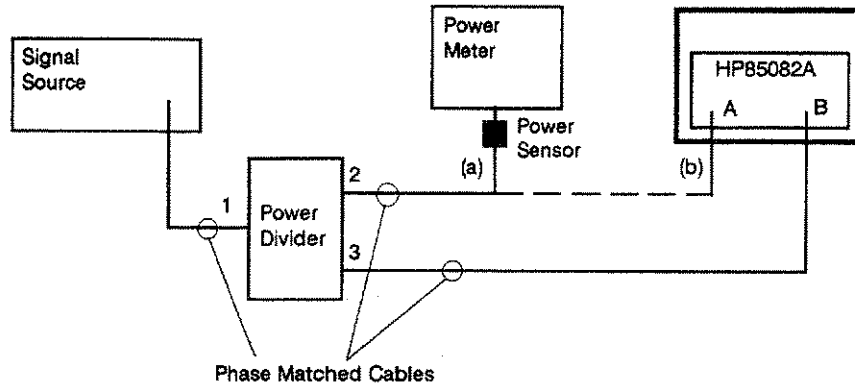 Signal
Source
Power
Meter
HP85082A
A
B
Power
Sensor
(a)
(b)
1
2
Power
Divider
3
Phase Matched Cables